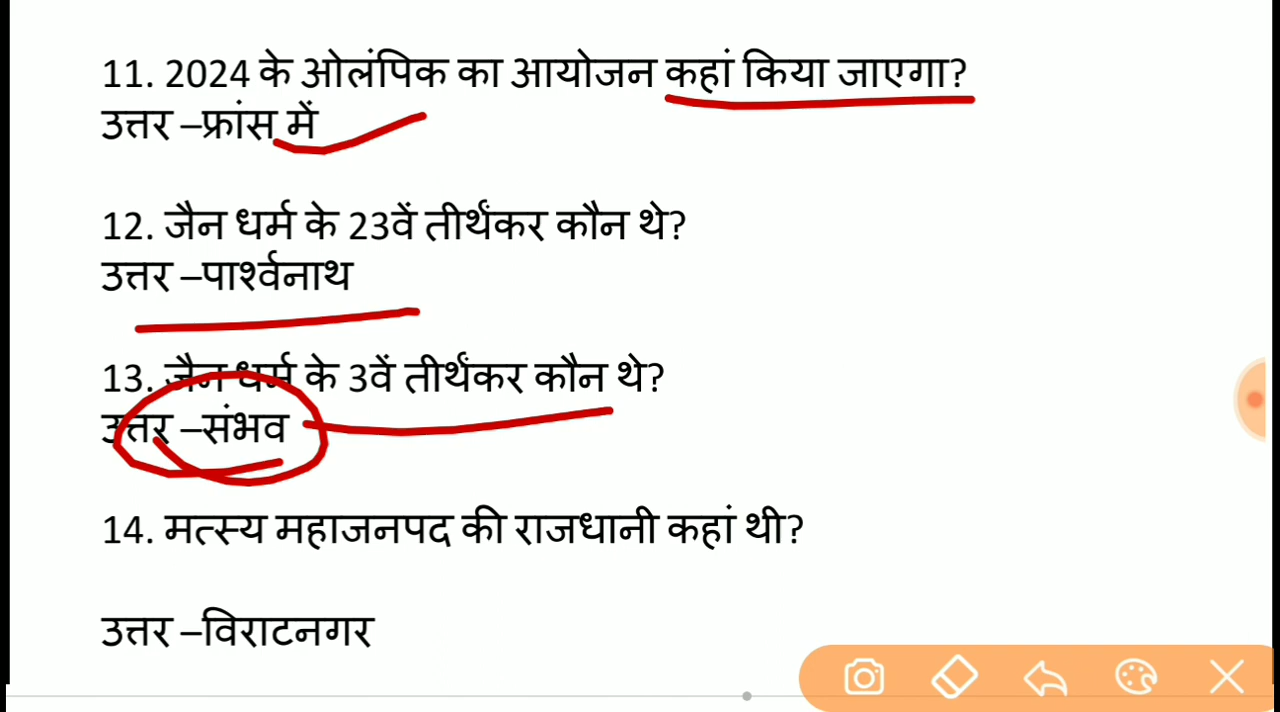 11. 2024 के ओलंपिक का आयोजन कहां किया जाएगा?
उत्तर –फ्रांस में
12. जैन धर्म के 23वें तीर्थंकर कौन थे?
उत्तर –पार्श्वनाथ
13. जैन धर्म के 3वें तीर्थंकर कौन थे?
उत्तर –संभव
14. मत्स्य महाजनपद की राजधानी कहां थी?
उत्तर –विराटनगर